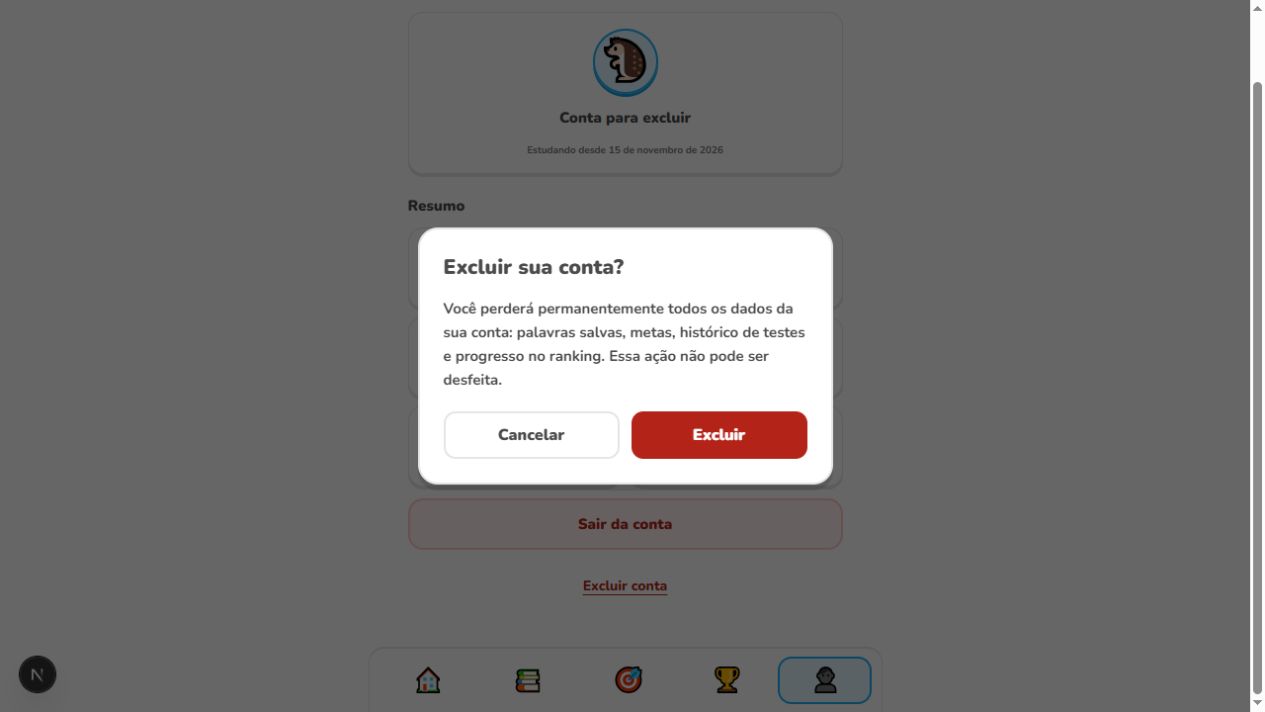 Conta para excluir
Estudando desde 15 de novembro de 2026
Resumo
Excluir sua conta?
Você perderá permanentemente todos os dados da
sua conta: palavras salvas, metas, histórico de testes
e progresso no ranking. Essa ação não pode ser
desfeita.
Cancelar
Excluir
Sair da conta
Excluir conta
N